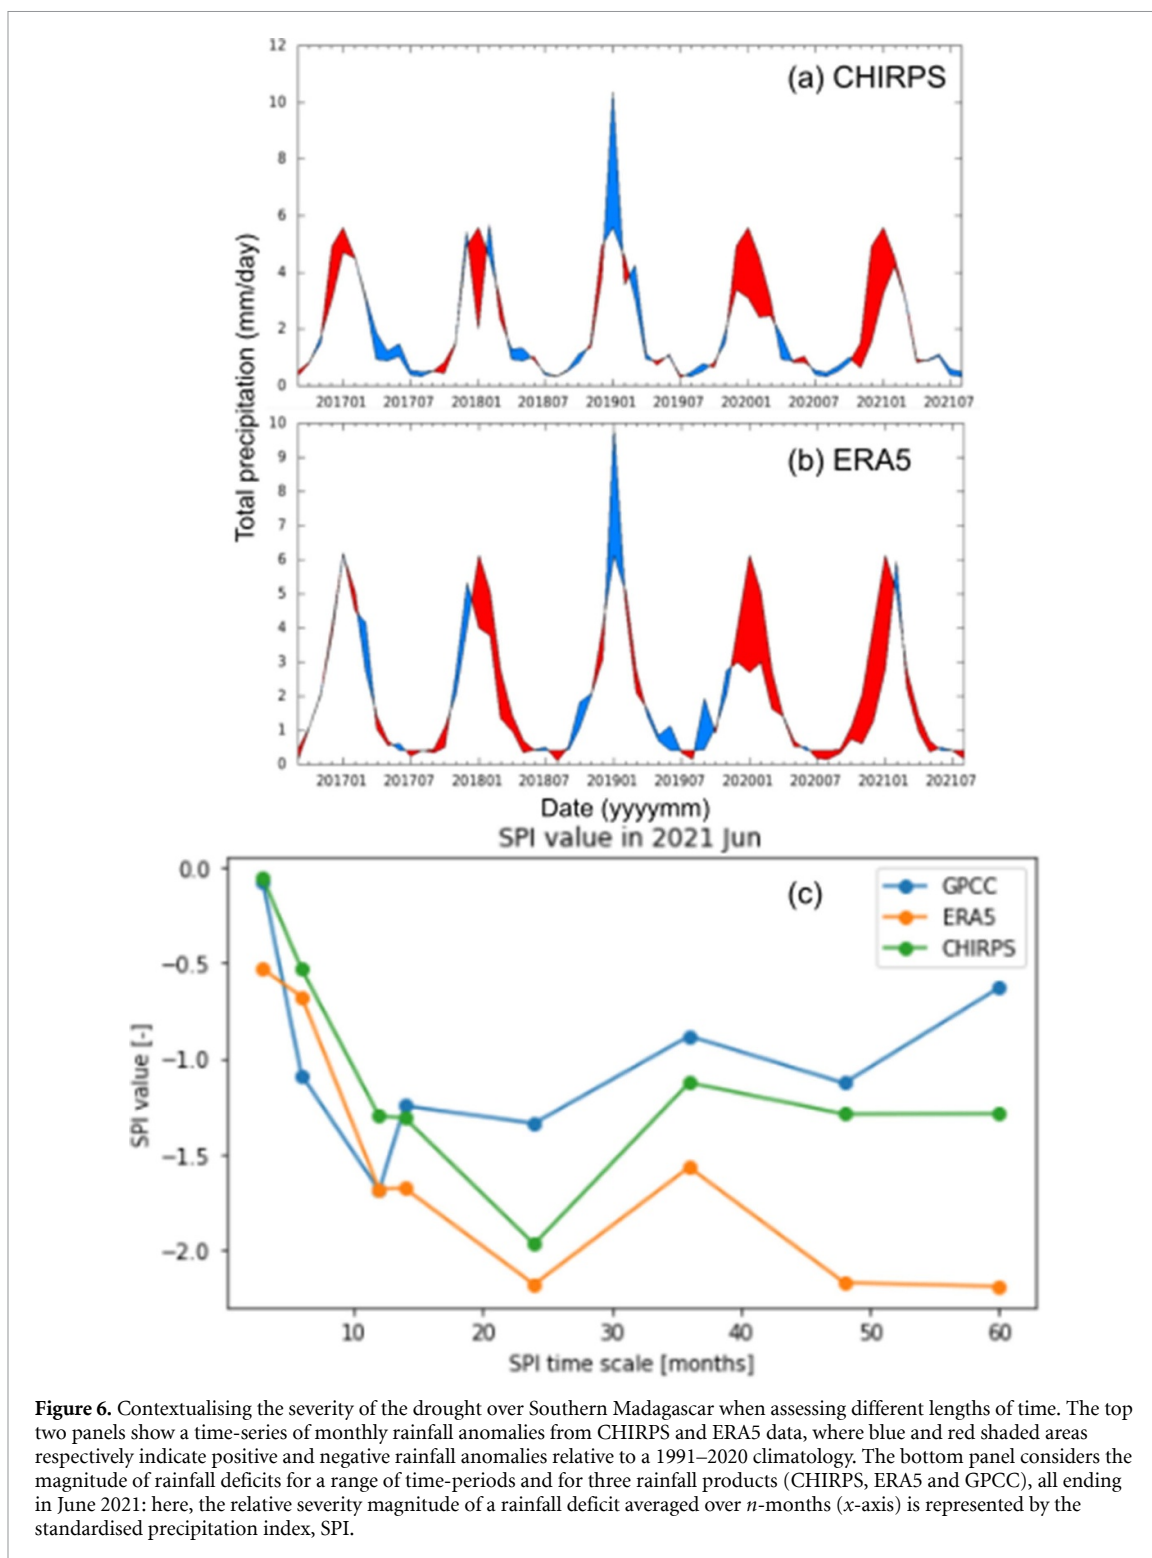 (a) CHIRPS
12
10
8
6
4
2
0
201701 201707 201801 201807 201901 201907 202001 202007 202101 202107
Total precipitation (mm/day)
(b) ERA5
10
9
8
7
6
5
4
3
2
1
0
201701 201707 201801 201807 201901 201907 202001 202007 202101 202107
Date (yyyymm)
SPI value in 2021 Jun
(c)
GPCC
ERA5
CHIRPS
0.0
−0.5
−1.0
−1.5
−2.0
SPI value [-]
10 20 30 40 50 60
SPI time scale [months]
Figure 6. Contextualising the severity of the drought over Southern Madagascar when assessing different lengths of time. The top
two panels show a time-series of monthly rainfall anomalies from CHIRPS and ERA5 data, where blue and red shaded areas
respectively indicate positive and negative rainfall anomalies relative to a 1991–2020 climatology. The bottom panel considers the
magnitude of rainfall deficits for a range of time-periods and for three rainfall products (CHIRPS, ERA5 and GPCC), all ending
in June 2021: here, the relative severity magnitude of a rainfall deficit averaged over n-months (x-axis) is represented by the
standardised precipitation index, SPI.